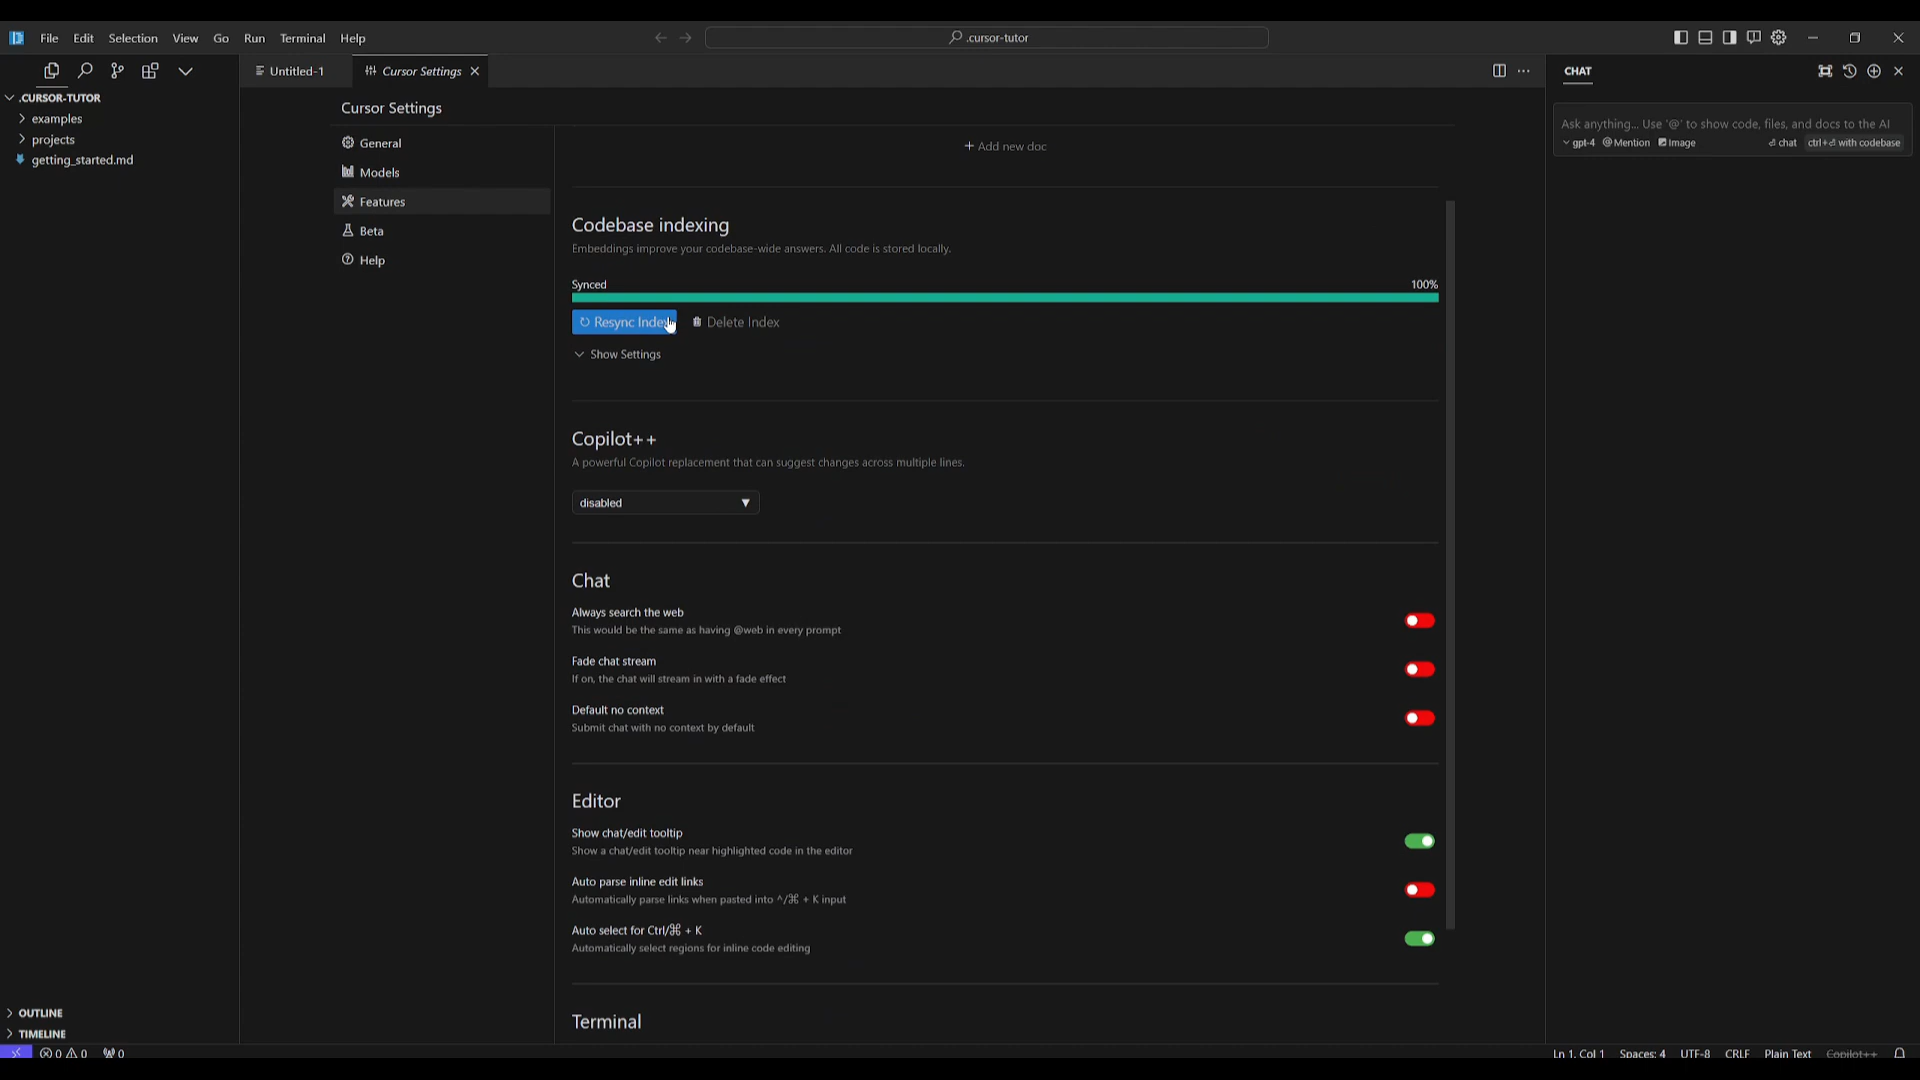 File Edit Selection View Go Run Terminal Help
.cursor-tutor
Untitled-1
Cursor Settings
CHAT
.CURSOR-TUTOR
examples
projects
getting_started.md
Cursor Settings
General
Models
Features
Beta
Help
+ Add new doc
Codebase indexing
Embeddings improve your codebase-wide answers. All code is stored locally.
Synced 100%
Resync Index Delete Index
Show Settings
Copilot++
A powerful Copilot replacement that can suggest changes across multiple lines.
disabled
Chat
Always search the web
This would be the same as having @web in every prompt
Fade chat stream
If on, the chat will stream in with a fade effect
Default no context
Submit chat with no context by default
Editor
Show chat/edit tooltip
Show a chat/edit tooltip near highlighted code in the editor
Auto parse inline edit links
Automatically parse links when pasted into ^/⌘ + K input
Auto select for Ctrl/⌘ + K
Automatically select regions for inline code editing
Terminal
Ask anything... Use '@' to show code, files, and docs to the AI
gpt-4 @ Mention Image ⏎ chat ctrl+⏎ with codebase
OUTLINE
TIMELINE
0 0 0
Ln 1, Col 1 Spaces: 4 UTF-8 CRLF Plain Text Copilot++